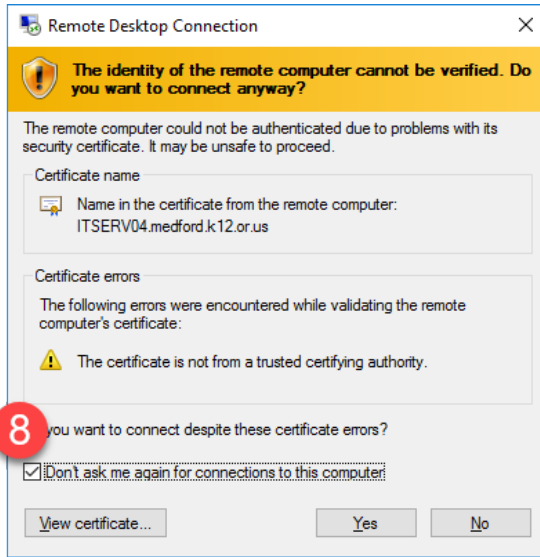 Remote Desktop Connection
The identity of the remote computer cannot be verified. Do
you want to connect anyway?
The remote computer could not be authenticated due to problems with its
security certificate. It may be unsafe to proceed.
Certificate name
Name in the certificate from the remote computer:
ITSERV04.medford.k12.or.us
Certificate errors
The following errors were encountered while validating the remote
computer's certificate:
The certificate is not from a trusted certifying authority.
8
you want to connect despite these certificate errors?
Don't ask me again for connections to this computer
View certificate...
Yes
No